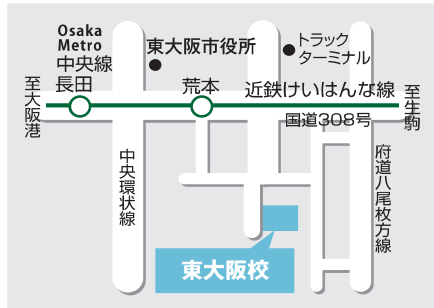 Osaka
Metro
中央線
長田
東大阪市役所
トラック
ターミナル
至大阪港
荒本
近鉄けいはんな線
至生駒
国道308号
中央環状線
府道八尾枚方線
東大阪校